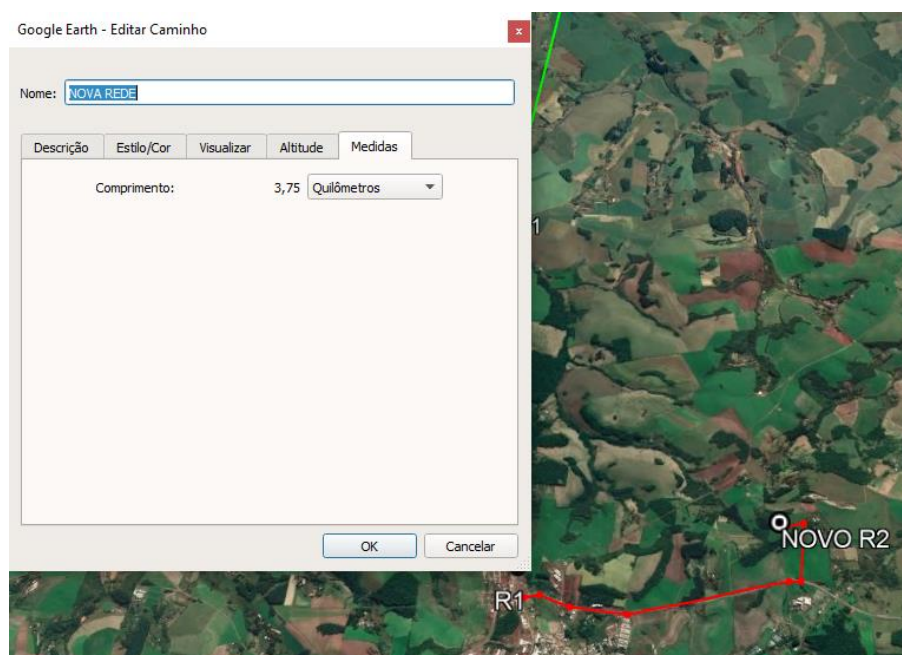 Google Earth - Editar Caminho
x
Nome: NOVA REDE
Descrição Estilo/Cor Visualizar Altitude Medidas
Comprimento: 3,75 Quilômetros
OK Cancelar
1
NOVO R2
R1